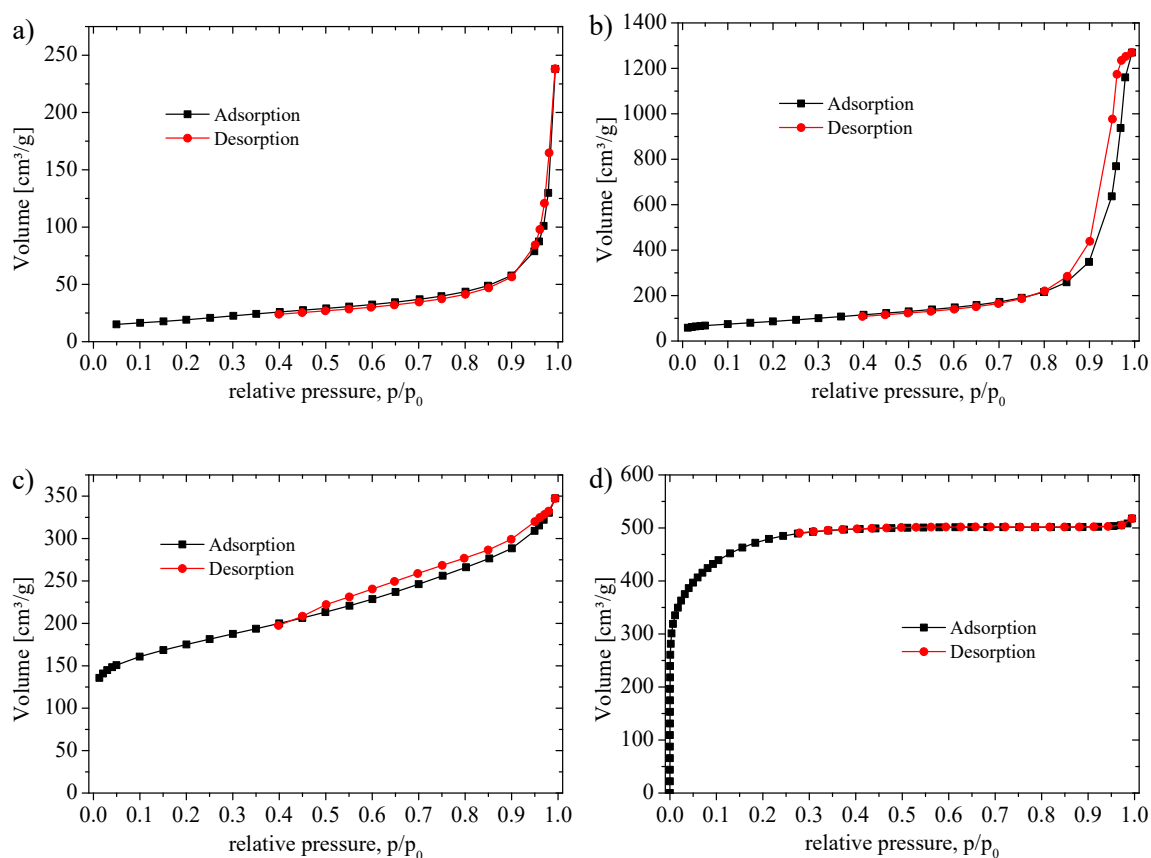 a)
250
200
150
100
50
0
Volume [cm³/g]
Adsorption
Desorption
0.0 0.1 0.2 0.3 0.4 0.5 0.6 0.7 0.8 0.9 1.0
relative pressure, p/p₀
b)
1400
1200
1000
800
600
400
200
0
Volume [cm³/g]
Adsorption
Desorption
0.0 0.1 0.2 0.3 0.4 0.5 0.6 0.7 0.8 0.9 1.0
relative pressure, p/p₀
c)
350
300
250
200
150
100
50
0
Volume [cm³/g]
Adsorption
Desorption
0.0 0.1 0.2 0.3 0.4 0.5 0.6 0.7 0.8 0.9 1.0
relative pressure, p/p₀
d)
600
500
400
300
200
100
0
Volume [cm³/g]
Adsorption
Desorption
0.0 0.1 0.2 0.3 0.4 0.5 0.6 0.7 0.8 0.9 1.0
relative pressure, p/p₀